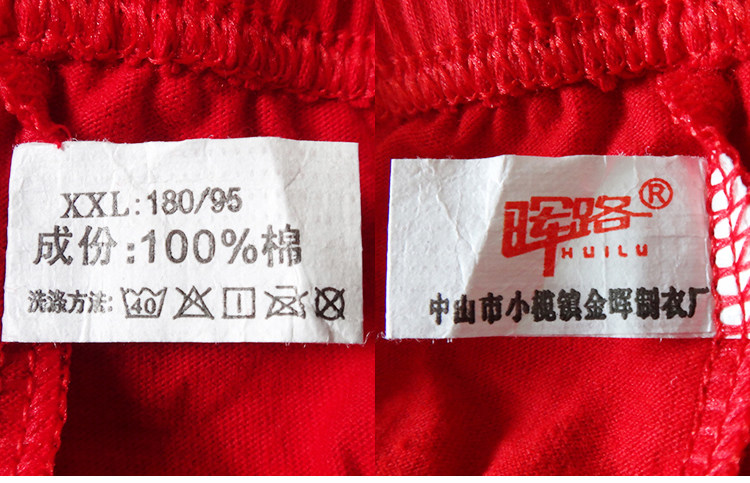 XXL:180/95
成份:100%棉
洗涤方法: 40
晖路®
HUILU
中山市小榄镇金晖制衣厂